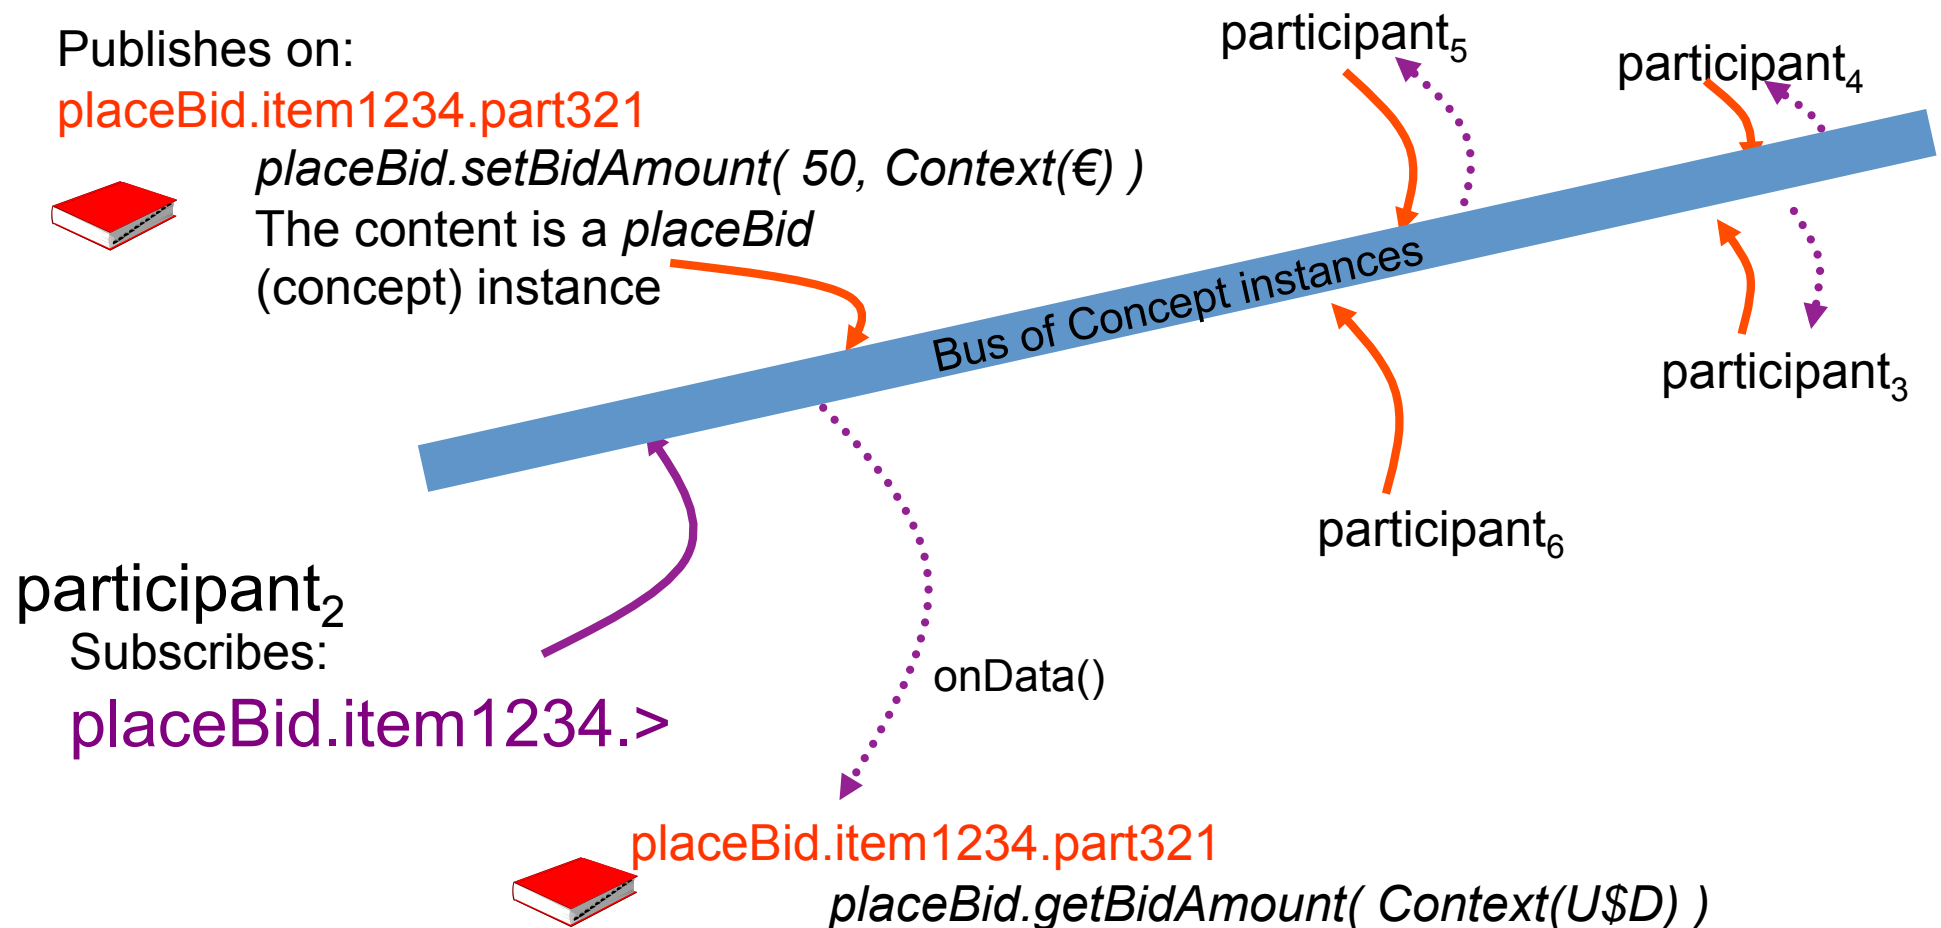 Publishes on:
placeBid.item1234.part321
placeBid.setBidAmount( 50, Context(€) )
The content is a placeBid
(concept) instance
participant₅
participant₄
Bus of Concept instances
participant₃
participant₆
participant₂
Subscribes:
placeBid.item1234.>
onData()
placeBid.item1234.part321
placeBid.getBidAmount( Context(U$D) )